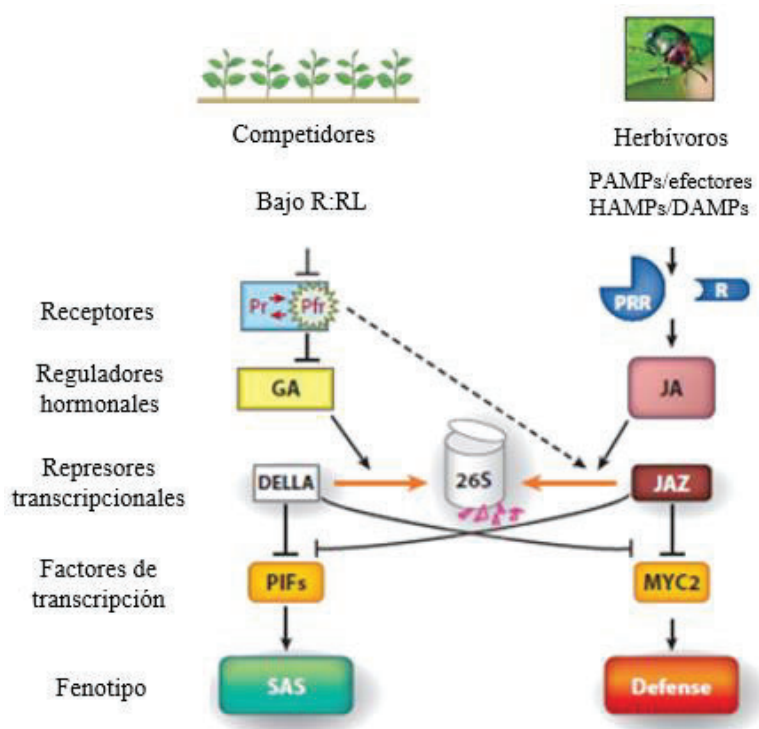 Competidores
Herbívoros
Bajo R:RL
PAMPs/efectores
HAMPs/DAMPs
Receptores
Pr
Pfr
PRR
R
Reguladores
hormonales
GA
JA
Represores
transcripcionales
DELLA
26S
JAZ
Factores de
transcripción
PIFs
MYC2
Fenotipo
SAS
Defense